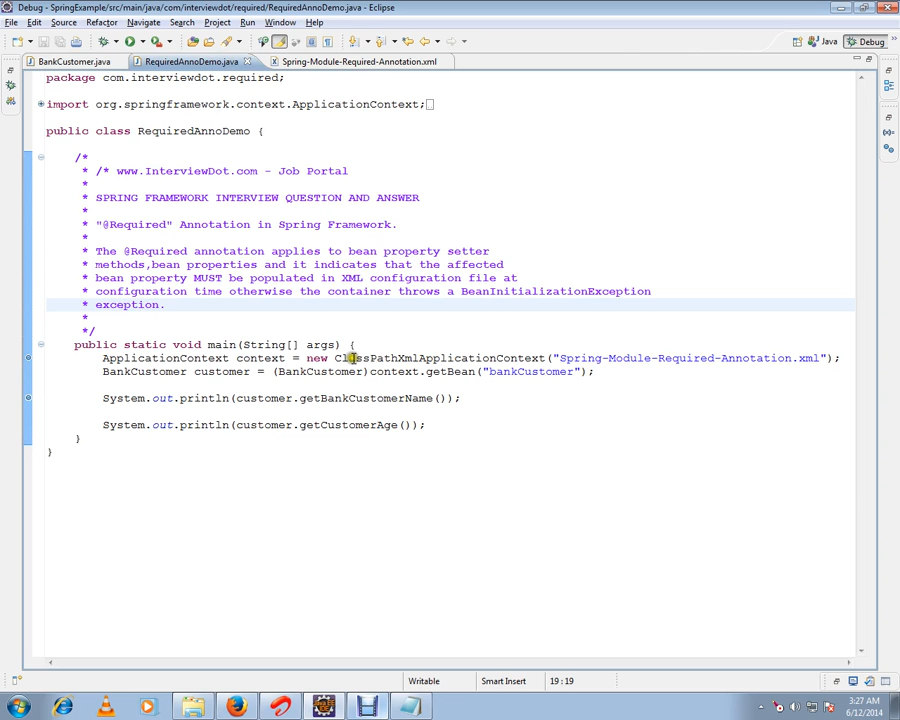 Debug - SpringExample/src/main/java/com/interviewdot/required/RequiredAnnoDemo.java - Eclipse
File Edit Source Refactor Navigate Search Project Run Window Help
Java Debug
BankCustomer.java RequiredAnnoDemo.java Spring-Module-Required-Annotation.xml
package com.interviewdot.required;
import org.springframework.context.ApplicationContext;
public class RequiredAnnoDemo {
/*
* /* www.InterviewDot.com - Job Portal
*
* SPRING FRAMEWORK INTERVIEW QUESTION AND ANSWER
*
* "@Required" Annotation in Spring Framework.
*
* The @Required annotation applies to bean property setter
* methods,bean properties and it indicates that the affected
* bean property MUST be populated in XML configuration file at
* configuration time otherwise the container throws a BeanInitializationException
* exception.
*
*/
public static void main(String[] args) {
ApplicationContext context = new ClassPathXmlApplicationContext("Spring-Module-Required-Annotation.xml");
BankCustomer customer = (BankCustomer)context.getBean("bankCustomer");
System.out.println(customer.getBankCustomerName());
System.out.println(customer.getCustomerAge());
}
}
Writable Smart Insert 19 : 19
3:27 AM
6/12/2014